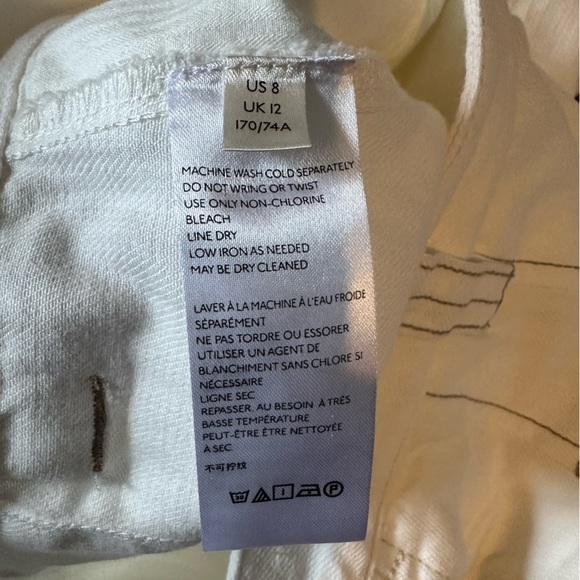 US 8
UK 12
170/74A
MACHINE WASH COLD SEPARATELY
DO NOT WRING OR TWIST
USE ONLY NON-CHLORINE
BLEACH
LINE DRY
LOW IRON AS NEEDED
MAY BE DRY CLEANED
LAVER À LA MACHINE À L'EAU FROIDE
SÉPARÉMENT
NE PAS TORDRE OU ESSORER
UTILISER UN AGENT DE
BLANCHIMENT SANS CHLORE SI
NÉCESSAIRE
LIGNE SEC
REPASSER, AU BESOIN À TRÈS
BASSE TEMPÉRATURE
PEUT-ÊTRE ÊTRE NETTOYÉE
À SEC
不可拧绞
30 P